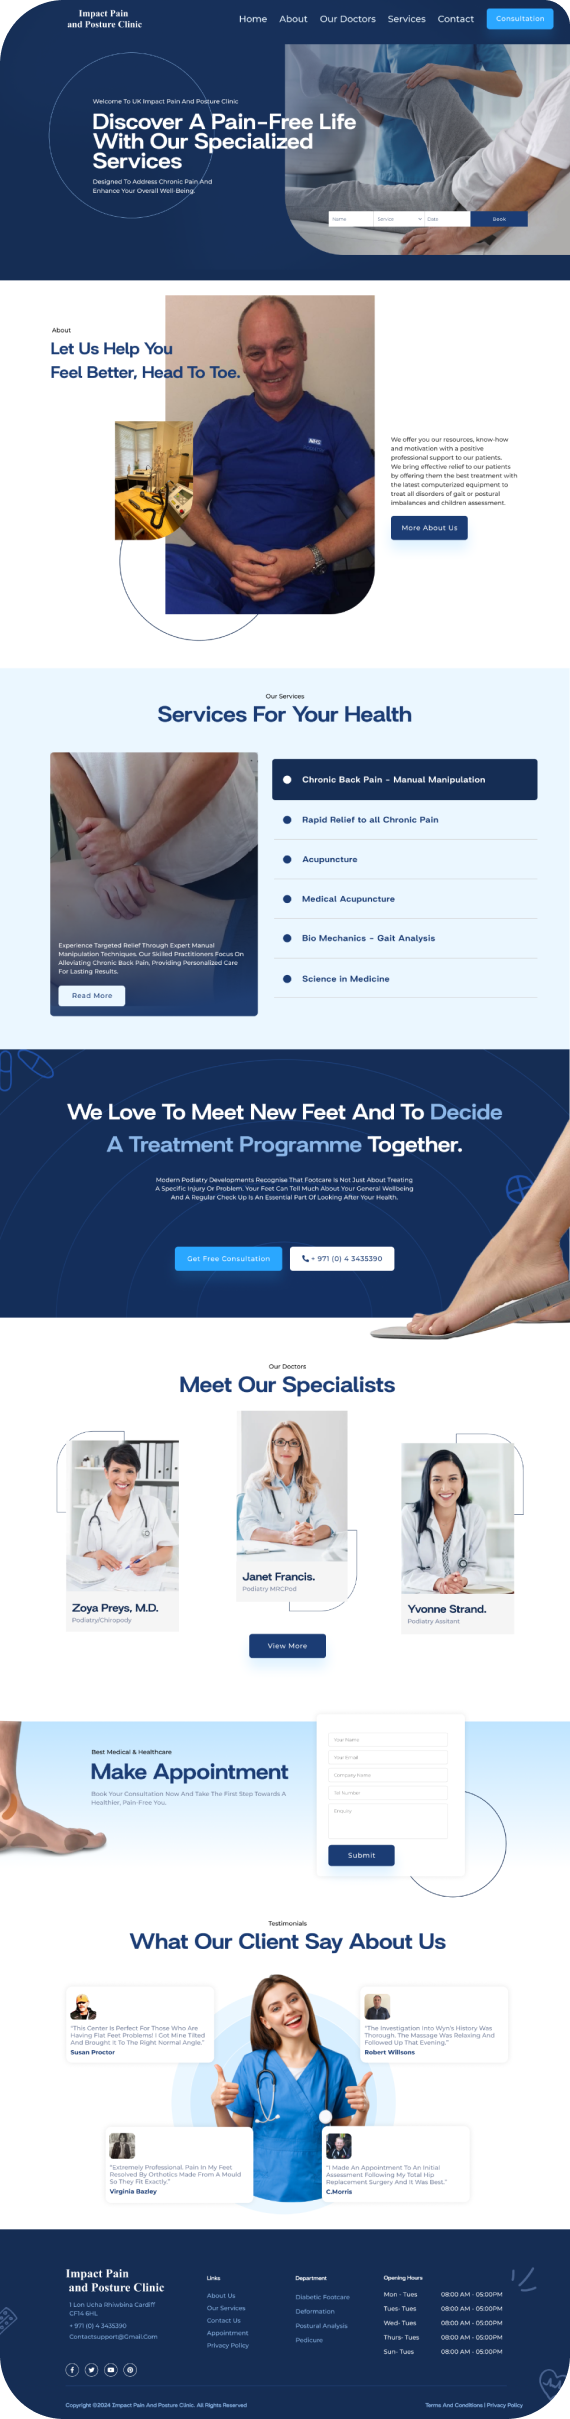 Impact Pain
and Posture Clinic
Home About Our Doctors Services Contact Consultation
Welcome To UK Impact Pain And Posture Clinic
Discover A Pain-Free Life
With Our Specialized
Services
Designed To Address Chronic Pain And
Enhance Your Overall Well-Being.
Name Service Date Book
About
Let Us Help You
Feel Better, Head To Toe.
NHS
We offer you our resources, know-how
and motivation with a positive
professional support to our patients.
We bring effective relief to our patients
by offering them the best treatment with
the latest computerized equipment to
treat all disorders of gait or postural
imbalances and children assessment.
More About Us
Our Services
Services For Your Health
Experience Targeted Relief Through Expert Manual
Manipulation Techniques. Our Skilled Practitioners Focus On
Alleviating Chronic Back Pain, Providing Personalized Care
For Lasting Results.
Read More
Chronic Back Pain - Manual Manipulation
Rapid Relief to all Chronic Pain
Acupuncture
Medical Acupuncture
Bio Mechanics - Gait Analysis
Science in Medicine
We Love To Meet New Feet And To Decide
A Treatment Programme Together.
Modern Podiatry Developments Recognise That Footcare Is Not Just About Treating
A Specific Injury Or Problem, Your Feet Can Tell Much About Your General Wellbeing
And A Regular Check Up Is An Essential Part Of Looking After Your Health.
Get Free Consultation
+ 971 (0) 4 3435390
Our Doctors
Meet Our Specialists
Zoya Preys, M.D.
Podiatry/Chiropody
Janet Francis.
Podiatry MRCPod
Yvonne Strand.
Podiatry Assitant
View More
Best Medical & Healthcare
Make Appointment
Book Your Consultation Now And Take The First Step Towards A
Healthier, Pain-Free You.
Your Name
Your Email
Company Name
Tel Number
Enquiry
Submit
Testimonials
What Our Client Say About Us
"This Center Is Perfect For Those Who Are
Having Flat Feet Problems! I Got Mine Tilted
And Brought It To The Right Normal Angle."
Susan Proctor
"The Investigation Into Wyn's History Was
Thorough. The Massage Was Relaxing And
Followed Up That Evening."
Robert Willsons
"Extremely Professional. Pain In My Feet
Resolved By Orthotics Made From A Mould
So They Fit Exactly."
Virginia Bazley
"I Made An Appointment To An Initial
Assessment Following My Total Hip
Replacement Surgery And It Was Best."
C.Morris
Impact Pain
and Posture Clinic
1 Lon Ucha Rhiwbina Cardiff
CF14 6HL
+ 971 (0) 4 3435390
Contactsupport@Gmail.Com
Links
About Us
Our Services
Contact Us
Appointment
Privacy Policy
Department
Diabetic Footcare
Deformation
Postural Analysis
Pedicure
Opening Hours
Mon - Tues 08:00 AM - 05:00PM
Tues- Tues 08:00 AM - 05:00PM
Wed- Tues 08:00 AM - 05:00PM
Thurs- Tues 08:00 AM - 05:00PM
Sun- Tues 08:00 AM - 05:00PM
Copyright ©2024 Impact Pain And Posture Clinic. All Rights Reserved
Terms And Conditions | Privacy Policy